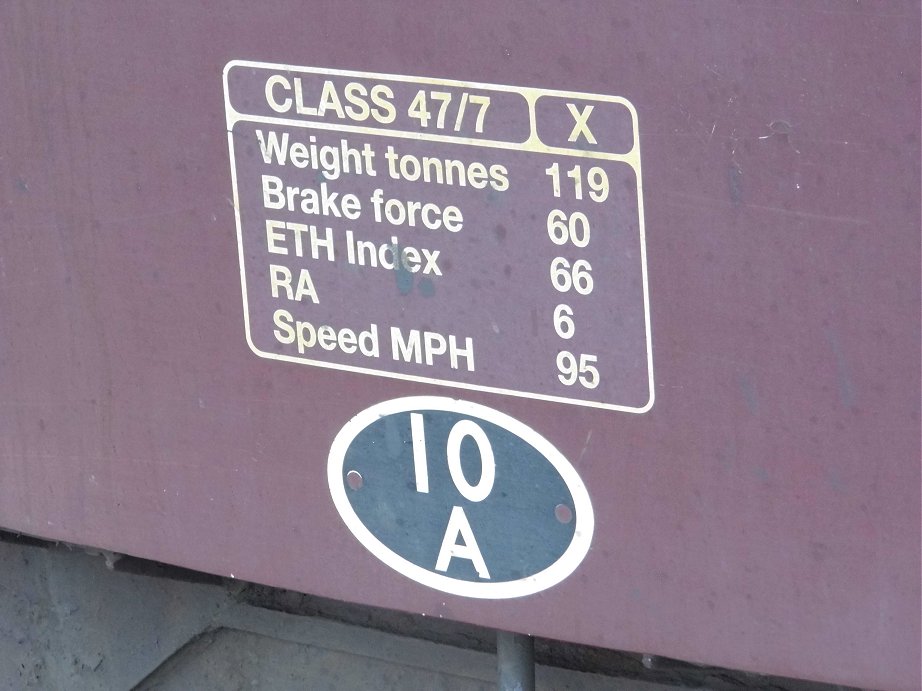 CLASS 47/7 X
Weight tonnes 119
Brake force 60
ETH Index 66
RA 6
Speed MPH 95
10
A